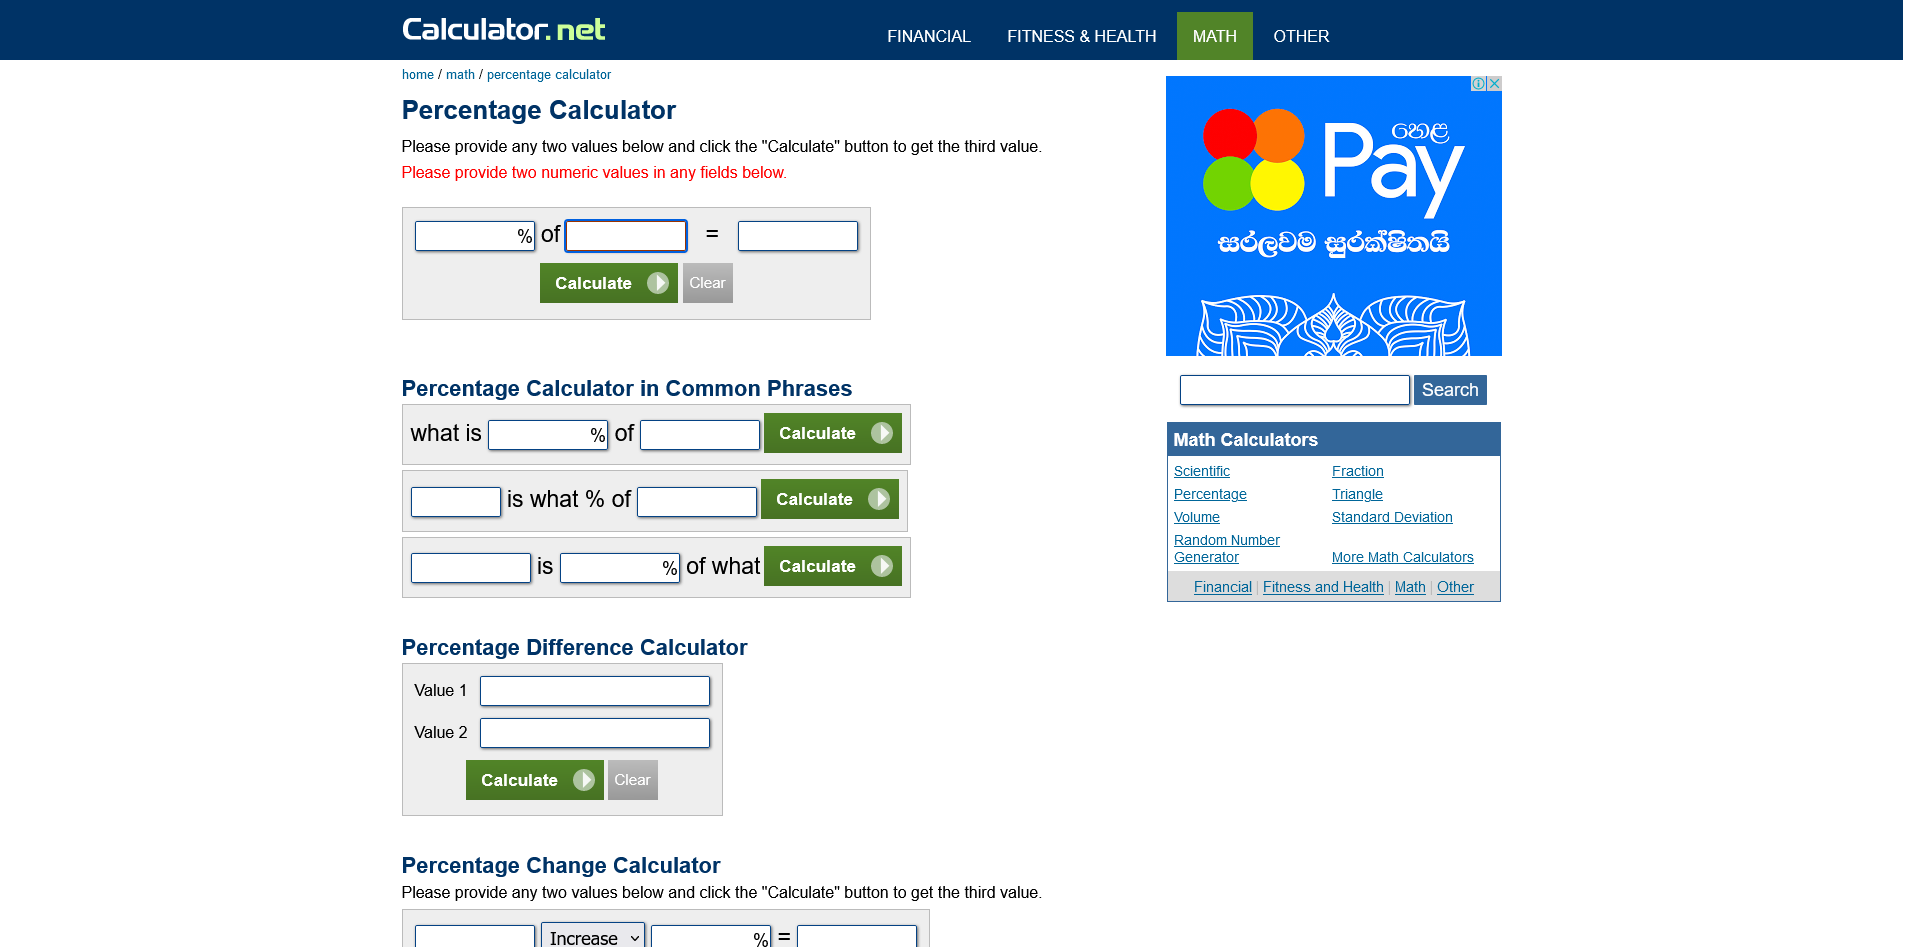 Calculator.net
FINANCIAL FITNESS & HEALTH MATH OTHER
home / math / percentage calculator
Percentage Calculator
Please provide any two values below and click the "Calculate" button to get the third value.
Please provide two numeric values in any fields below.
% of =
Calculate Clear
Percentage Calculator in Common Phrases
what is % of Calculate
is what % of Calculate
is % of what Calculate
Percentage Difference Calculator
Value 1
Value 2
Calculate Clear
Percentage Change Calculator
Please provide any two values below and click the "Calculate" button to get the third value.
Increase % =
හෙළ
Pay
සරලවම සුරක්ෂිතයි
Search
Math Calculators
Scientific Fraction
Percentage Triangle
Volume Standard Deviation
Random Number
Generator More Math Calculators
Financial | Fitness and Health | Math | Other